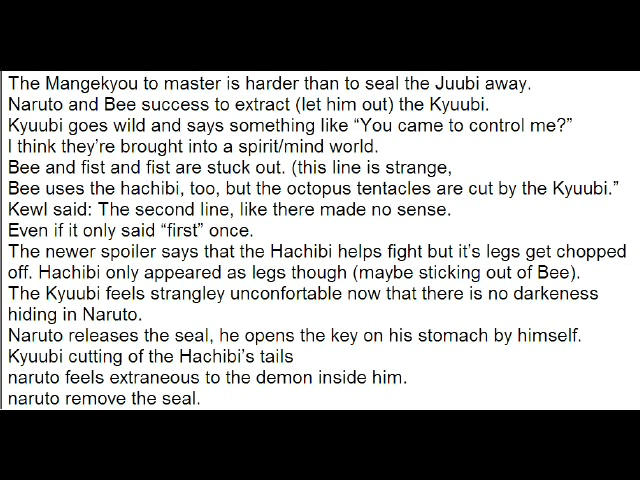 The Mangekyou to master is harder than to seal the Juubi away.
Naruto and Bee success to extract (let him out) the Kyuubi.
Kyuubi goes wild and says something like “You came to control me?”
I think they’re brought into a spirit/mind world.
Bee and fist and fist are stuck out. (this line is strange,
Bee uses the hachibi, too, but the octopus tentacles are cut by the Kyuubi.”
Kewl said: The second line, like there made no sense.
Even if it only said “first” once.
The newer spoiler says that the Hachibi helps fight but it’s legs get chopped
off. Hachibi only appeared as legs though (maybe sticking out of Bee).
The Kyuubi feels strangley unconfortable now that there is no darkeness
hiding in Naruto.
Naruto releases the seal, he opens the key on his stomach by himself.
Kyuubi cutting of the Hachibi’s tails
naruto feels extraneous to the demon inside him.
naruto remove the seal.